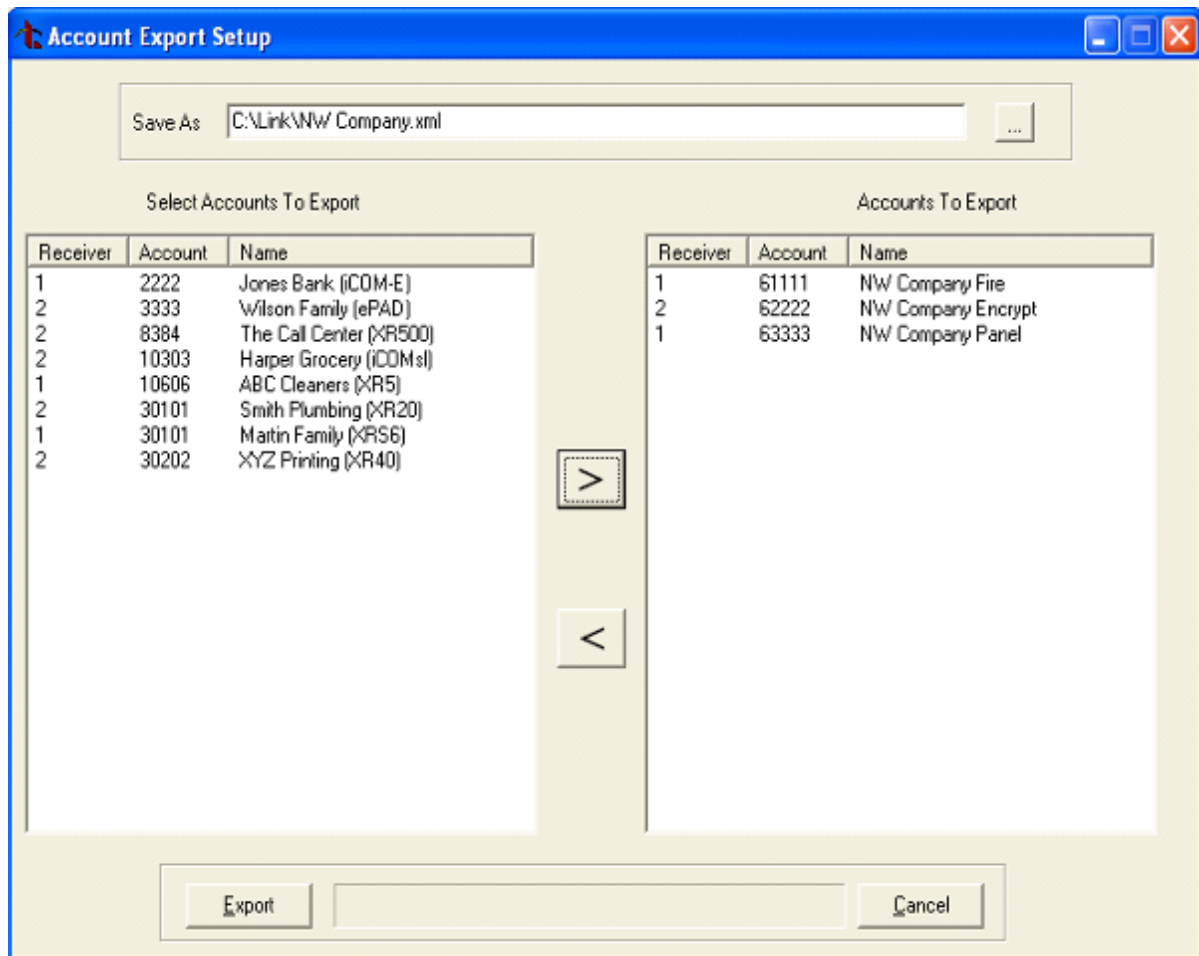 Account Export Setup
Save As C:\Link\NW Company.xml ...
Select Accounts To Export
Receiver Account Name
1 2222 Jones Bank (iCOM-E)
2 3333 Wilson Family (ePAD)
2 8384 The Call Center (XR500)
2 10303 Harper Grocery (iCOMsl)
1 10606 ABC Cleaners (XR5)
2 30101 Smith Plumbing (XR20)
1 30101 Martin Family (XRS6)
2 30202 XYZ Printing (XR40)
>
<
Accounts To Export
Receiver Account Name
1 61111 NW Company Fire
2 62222 NW Company Encrypt
1 63333 NW Company Panel
Export Cancel